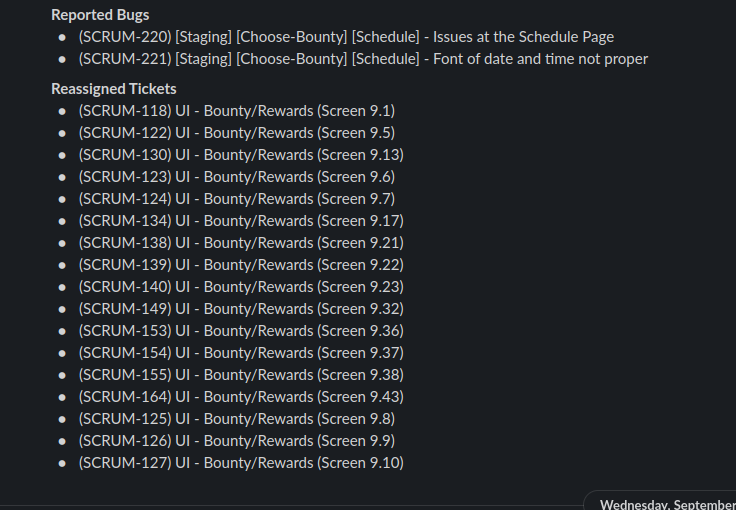 Reported Bugs
● (SCRUM-220) [Staging] [Choose-Bounty] [Schedule] - Issues at the Schedule Page
● (SCRUM-221) [Staging] [Choose-Bounty] [Schedule] - Font of date and time not proper
Reassigned Tickets
● (SCRUM-118) UI - Bounty/Rewards (Screen 9.1)
● (SCRUM-122) UI - Bounty/Rewards (Screen 9.5)
● (SCRUM-130) UI - Bounty/Rewards (Screen 9.13)
● (SCRUM-123) UI - Bounty/Rewards (Screen 9.6)
● (SCRUM-124) UI - Bounty/Rewards (Screen 9.7)
● (SCRUM-134) UI - Bounty/Rewards (Screen 9.17)
● (SCRUM-138) UI - Bounty/Rewards (Screen 9.21)
● (SCRUM-139) UI - Bounty/Rewards (Screen 9.22)
● (SCRUM-140) UI - Bounty/Rewards (Screen 9.23)
● (SCRUM-149) UI - Bounty/Rewards (Screen 9.32)
● (SCRUM-153) UI - Bounty/Rewards (Screen 9.36)
● (SCRUM-154) UI - Bounty/Rewards (Screen 9.37)
● (SCRUM-155) UI - Bounty/Rewards (Screen 9.38)
● (SCRUM-164) UI - Bounty/Rewards (Screen 9.43)
● (SCRUM-125) UI - Bounty/Rewards (Screen 9.8)
● (SCRUM-126) UI - Bounty/Rewards (Screen 9.9)
● (SCRUM-127) UI - Bounty/Rewards (Screen 9.10)
Wednesday, September